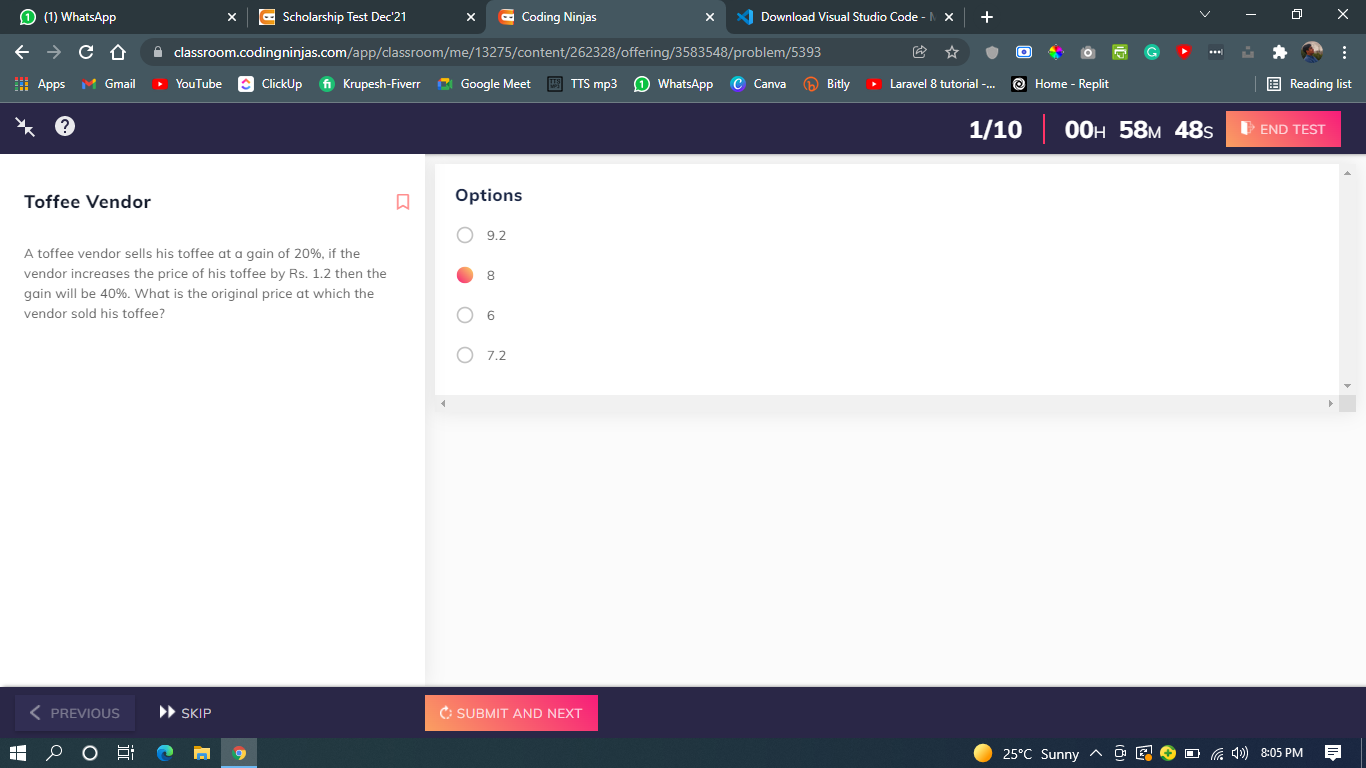 (1) WhatsApp
Scholarship Test Dec'21
Coding Ninjas
Download Visual Studio Code -
classroom.codingninjas.com/app/classroom/me/13275/content/262328/offering/3583548/problem/5393
Apps Gmail YouTube ClickUp Krupesh-Fiverr Google Meet TTS mp3 WhatsApp Canva Bitly Laravel 8 tutorial -... Home - Replit Reading list
1/10 00H 58M 48S END TEST
Toffee Vendor
A toffee vendor sells his toffee at a gain of 20%, if the
vendor increases the price of his toffee by Rs. 1.2 then the
gain will be 40%. What is the original price at which the
vendor sold his toffee?
Options
9.2
8
6
7.2
PREVIOUS SKIP SUBMIT AND NEXT
25°C Sunny 8:05 PM